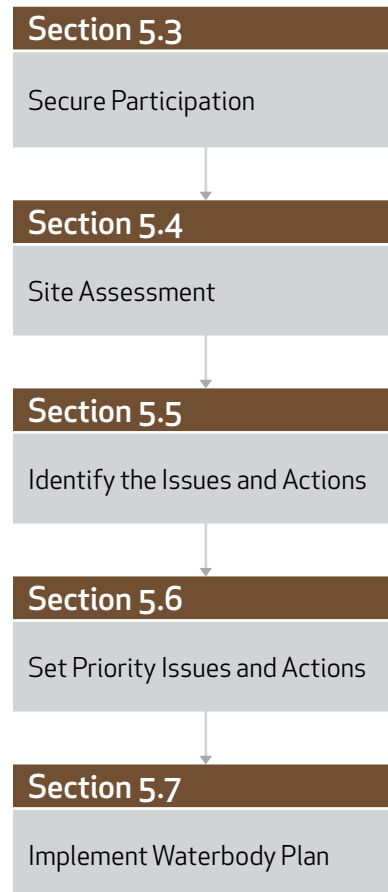 Section 5.3
Secure Participation
Section 5.4
Site Assessment
Section 5.5
Identify the Issues and Actions
Section 5.6
Set Priority Issues and Actions
Section 5.7
Implement Waterbody Plan